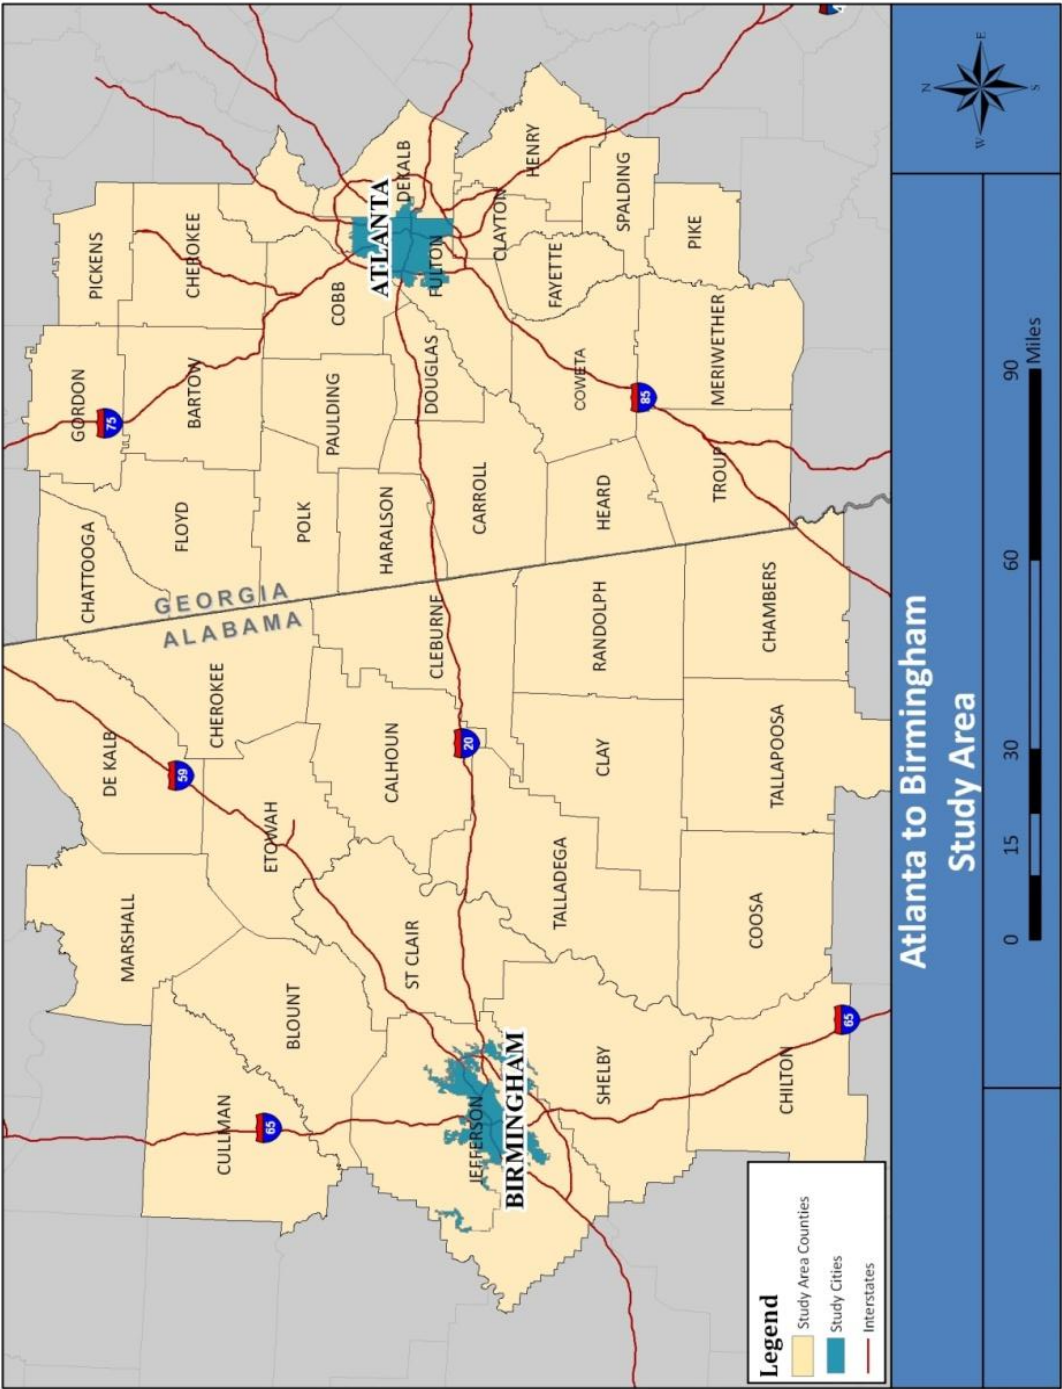 MARSHALL
DE KALB
CHATTOOGA
GORDON
75
PICKENS
CULLMAN
65
BLOUNT
59
CHEROKEE
ETOWAH
GEORGIA
ALABAMA
FLOYD
BARTOW
CHEROKEE
POLK
PAULDING
COBB
HARALSON
ATLANTA
DEKALB
ST CLAIR
CALHOUN
CLEBURNE
DOUGLAS
FULTON
JEFFERSON
BIRMINGHAM
20
CARROLL
CLAYTON
HENRY
TALLADEGA
COWETA
FAYETTE
SHELBY
CLAY
RANDOLPH
HEARD
SPALDING
85
COOSA
TALLAPOOSA
CHAMBERS
TROUP
MERIWETHER
PIKE
CHILTON
65
Legend
Study Area Counties
Study Cities
Interstates
Atlanta to Birmingham
Study Area
0 15 30 60 90
Miles
N
W E
S